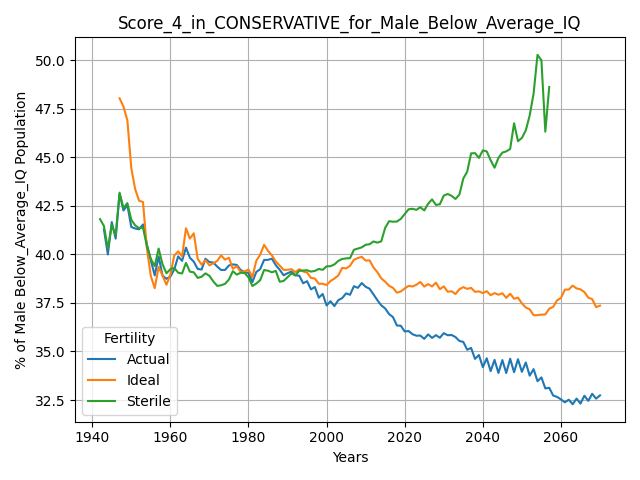 Score_4_in_CONSERVATIVE_for_Male_Below_Average_IQ
% of Male Below_Average_IQ Population
50.0
47.5
45.0
42.5
40.0
37.5
35.0
32.5
Fertility
Actual
Ideal
Sterile
1940 1960 1980 2000 2020 2040 2060
Years